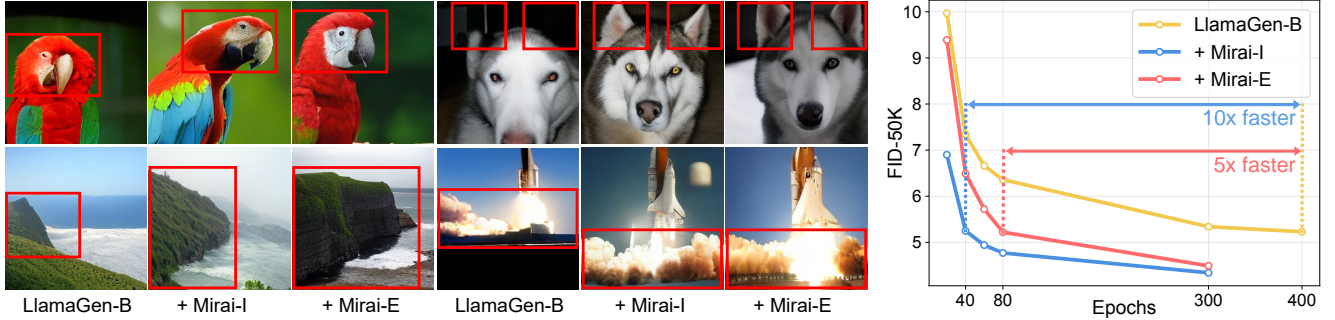 LlamaGen-B
+ Mirai-I
+ Mirai-E
LlamaGen-B
+ Mirai-I
+ Mirai-E
10
9
8
7
6
5
FID-50K
LlamaGen-B
+ Mirai-I
+ Mirai-E
10x faster
5x faster
40
80
300
400
Epochs